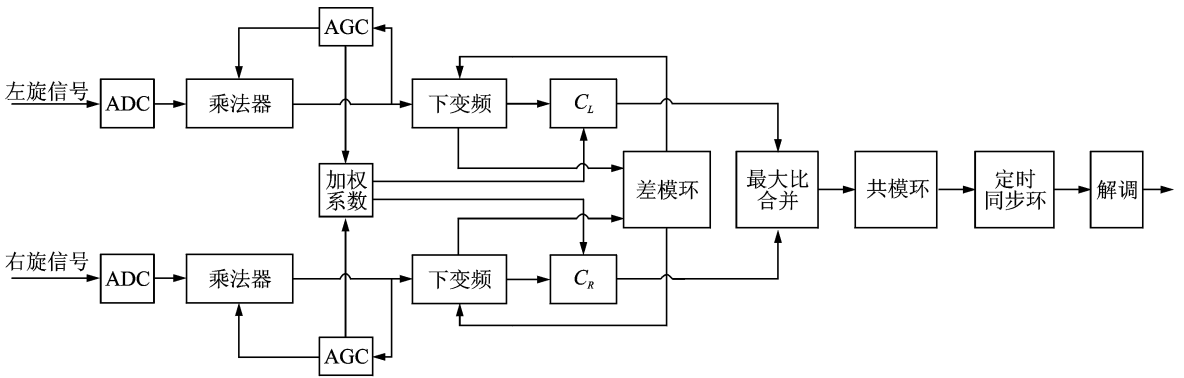 AGC
左旋信号
ADC
乘法器
下变频
C_L
加权
系数
差模环
最大比
合并
共模环
定时
同步环
解调
右旋信号
ADC
乘法器
下变频
C_R
AGC